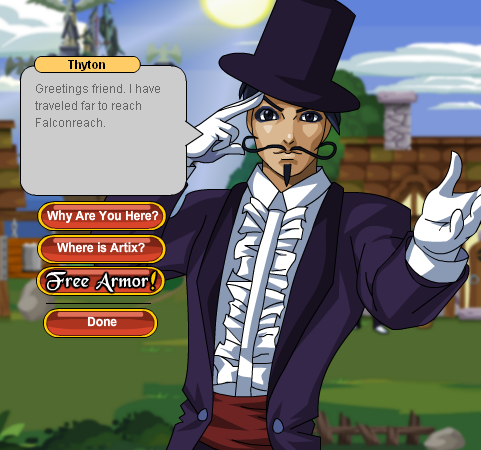 Thyton
Greetings friend. I have
traveled far to reach
Falconreach.
Why Are You Here?
Where is Artix?
Free Armor!
Done